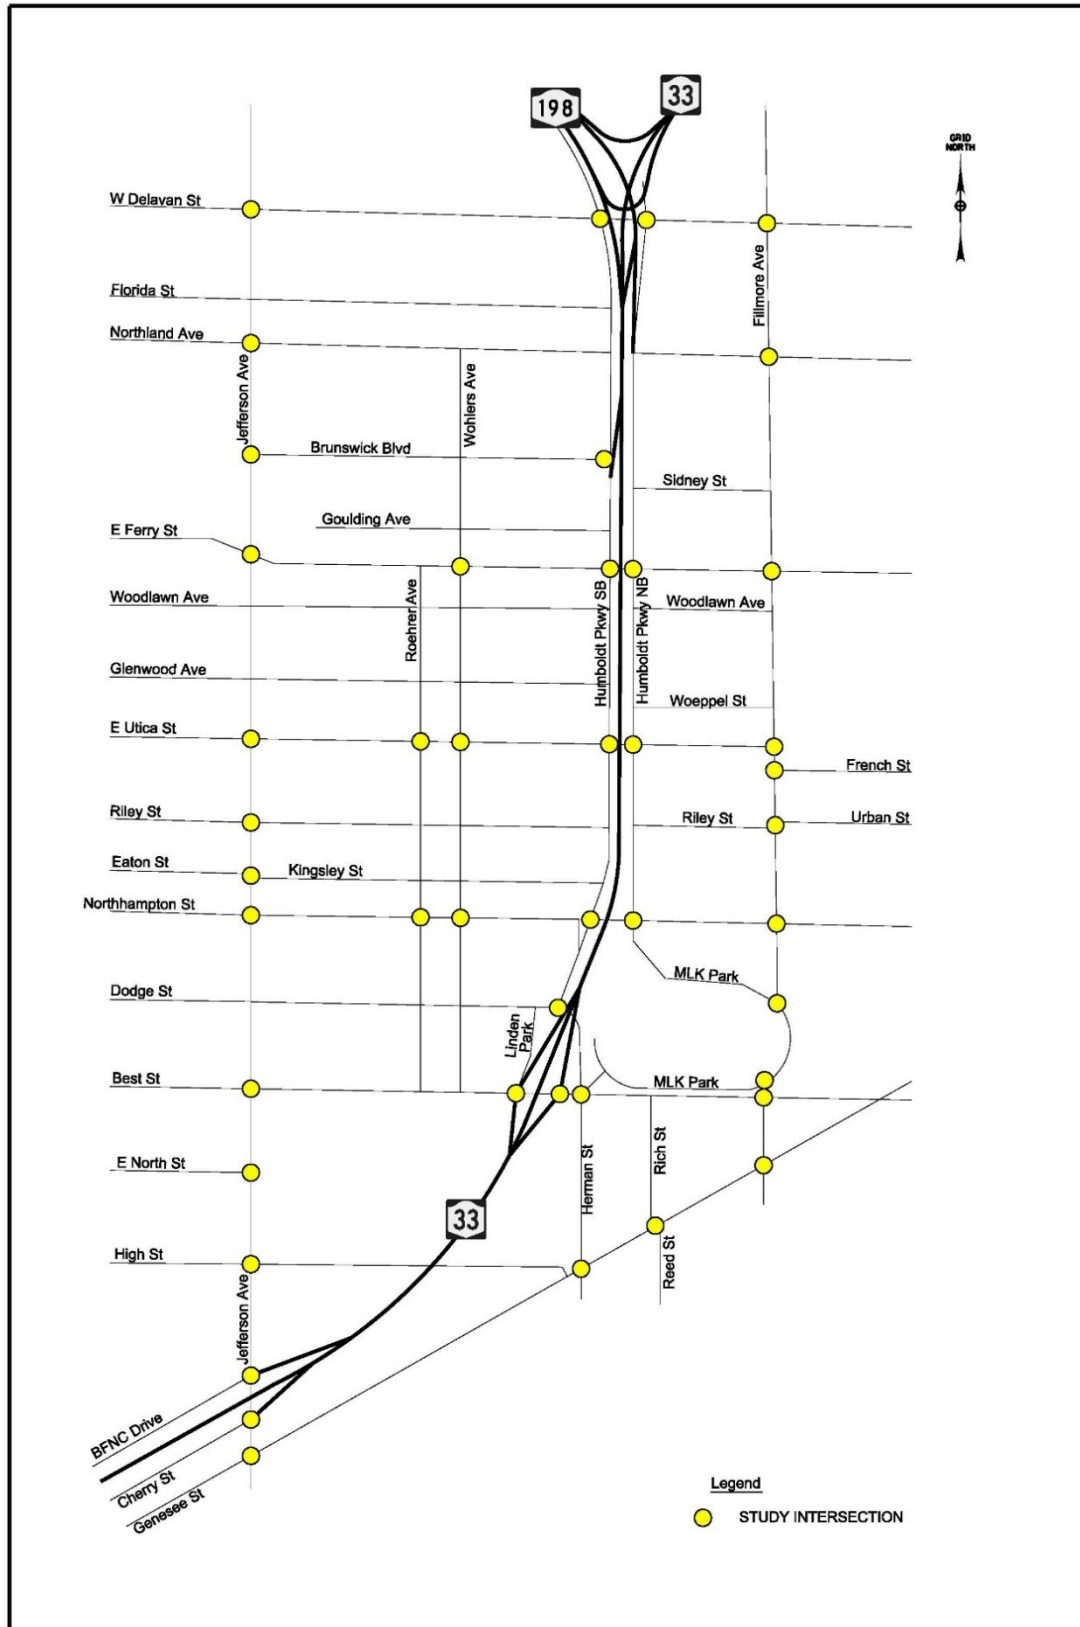 198
33
GRID
NORTH
W Delavan St
Fillmore Ave
Florida St
Northland Ave
Jefferson Ave
Wohlers Ave
Brunswick Blvd
Sidney St
Goulding Ave
E Ferry St
Roehrer Ave
Humboldt Pkwy SB
Humboldt Pkwy NB
Woodlawn Ave
Woodlawn Ave
Glenwood Ave
Woeppel St
E Utica St
French St
Riley St
Riley St
Urban St
Eaton St
Kingsley St
Northhampton St
MLK Park
Dodge St
Linden
Park
Best St
MLK Park
E North St
Herman St
Rich St
33
High St
Reed St
Jefferson Ave
BFNC Drive
Cherry St
Genesee St
Legend
STUDY INTERSECTION